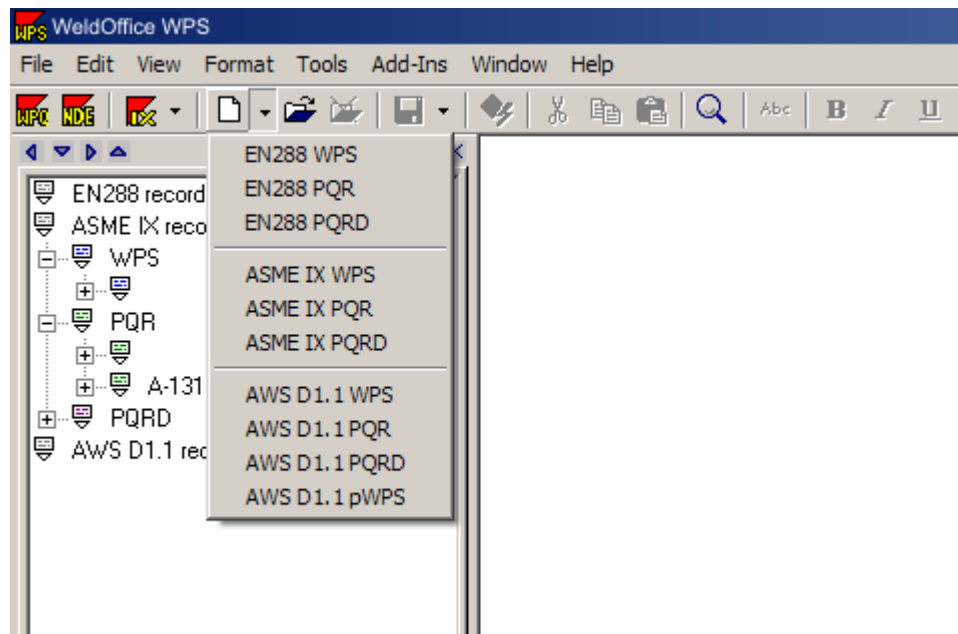 WPS WeldOffice WPS
File Edit View Format Tools Add-Ins Window Help
WPQ NDE Abc B I U
EN288 WPS
EN288 record
EN288 PQR
ASME IX reco
EN288 PQRD
WPS
ASME IX WPS
PQR
ASME IX PQR
ASME IX PQRD
A-131
AWS D1.1 WPS
PQRD
AWS D1.1 PQR
AWS D1.1 rec
AWS D1.1 PQRD
AWS D1.1 pWPS